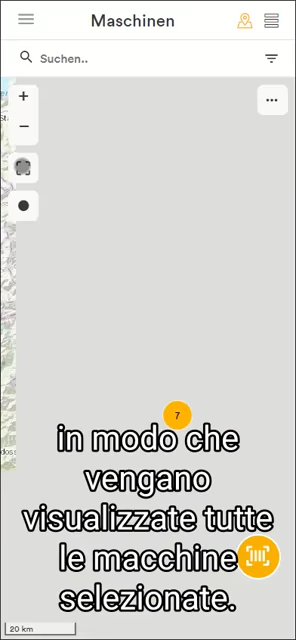 Maschinen
Suchen..
+
−
7
in modo che
vengano
visualizzate tutte
le macchine
selezionate.
20 km